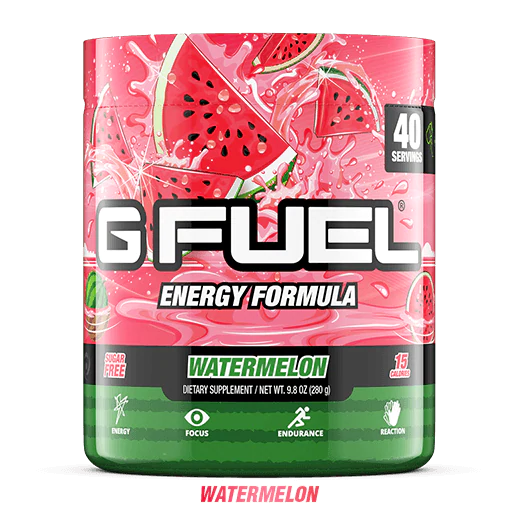 40
SERVINGS
G FUEL®
ENERGY FORMULA
SUGAR
FREE
WATERMELON
15
CALORIES
DIETARY SUPPLEMENT / NET WT. 9.8 OZ (280 g)
ENERGY
FOCUS
ENDURANCE
REACTION
WATERMELON